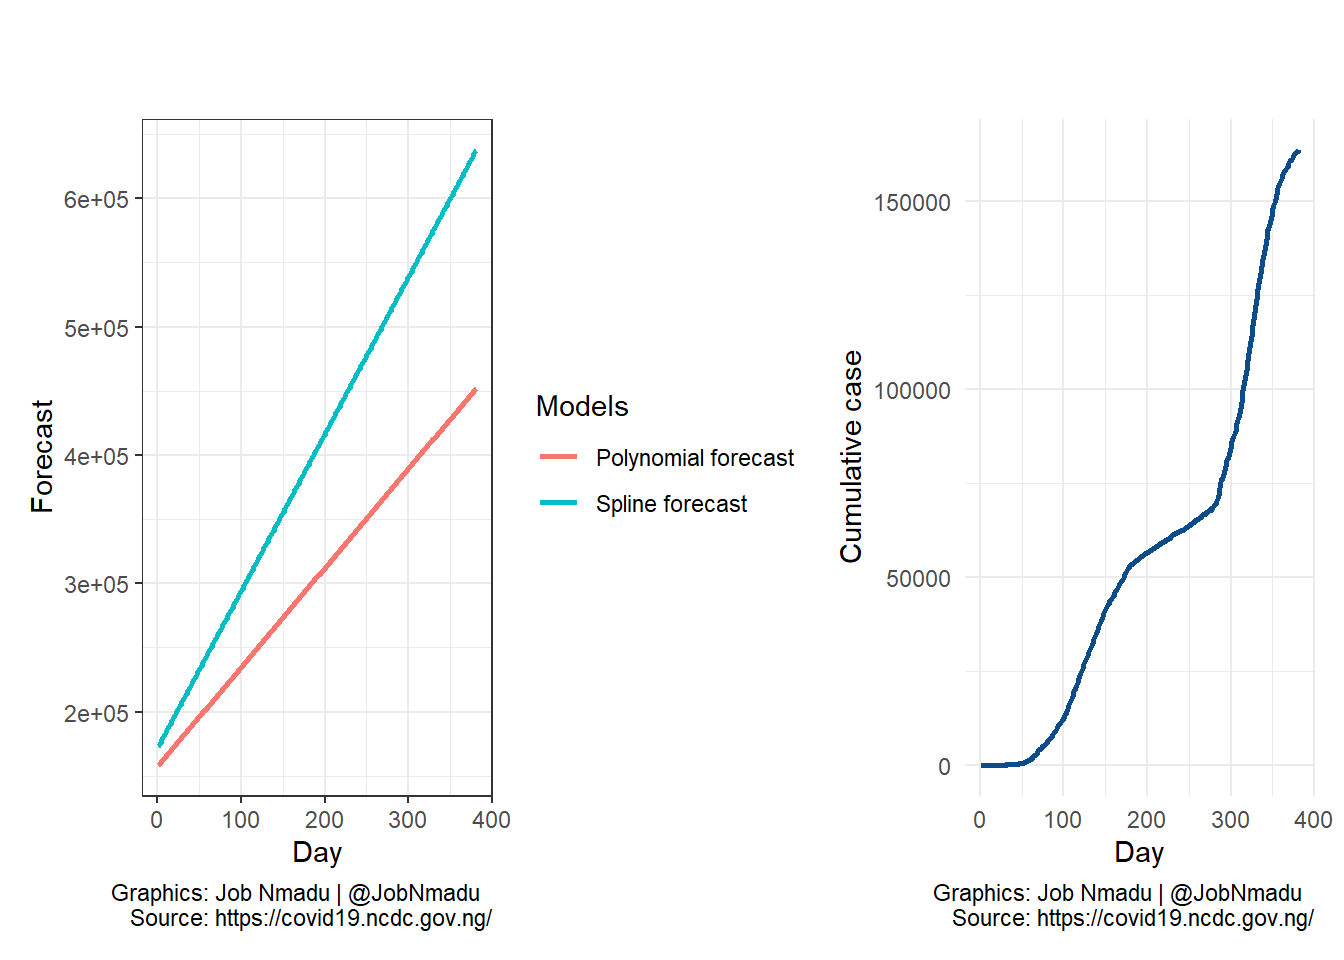 Forecast
6e+05
5e+05
4e+05
3e+05
2e+05
0 100 200 300 400
Day
Graphics: Job Nmadu | @JobNmadu
Source: https://covid19.ncdc.gov.ng/
Models
Polynomial forecast
Spline forecast
Cumulative case
150000
100000
50000
0
0 100 200 300 400
Day
Graphics: Job Nmadu | @JobNmadu
Source: https://covid19.ncdc.gov.ng/